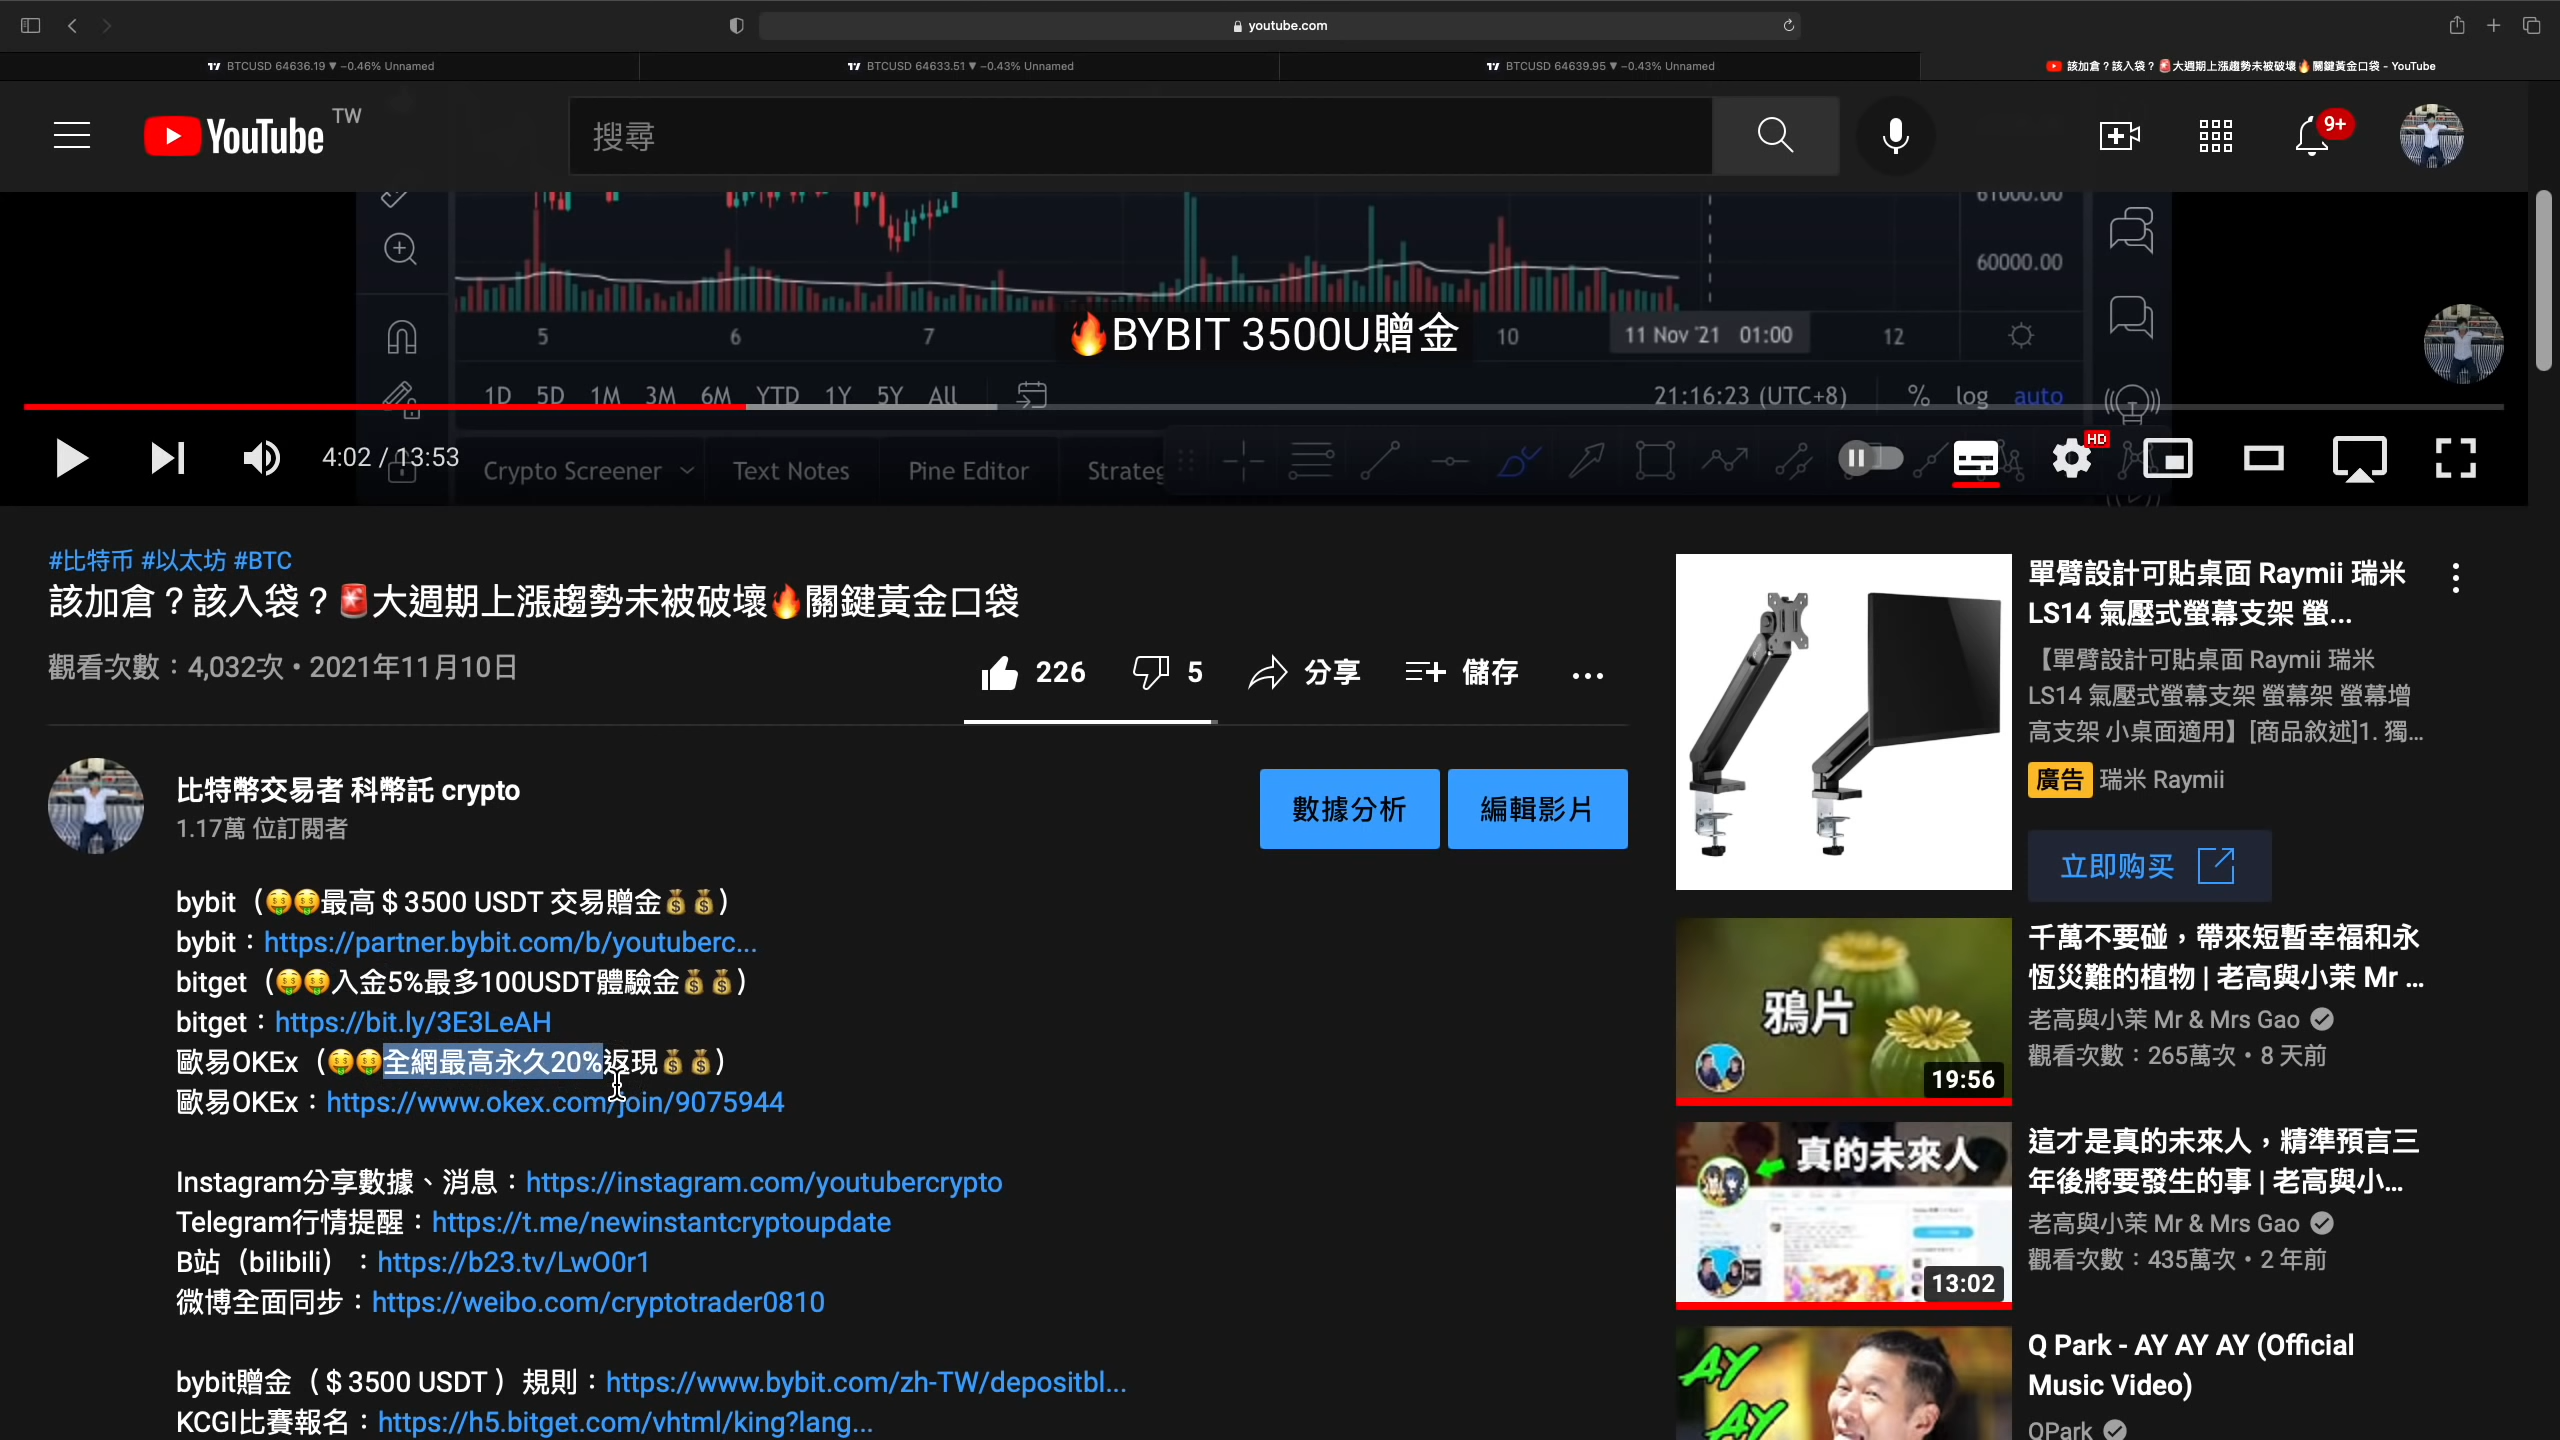 youtube.com
BTCUSD 64636.19 ▼ −0.46% Unnamed
BTCUSD 64633.51 ▼ −0.43% Unnamed
BTCUSD 64639.95 ▼ −0.43% Unnamed
該加倉？該入袋？🚨大週期上漲趨勢未被破壞🔥關鍵黃金口袋 - YouTube
YouTube TW
搜尋
9+
61000.00
60000.00
🔥BYBIT 3500U贈金
5 6 7 10 11 Nov '21 01:00 12
1D 5D 1M 3M 6M YTD 1Y 5Y All
21:16:23 (UTC+8) % log auto
4:02 / 13:53
HD
Crypto Screener Text Notes Pine Editor Strateg
#比特币 #以太坊 #BTC
該加倉？該入袋？🚨大週期上漲趨勢未被破壞🔥關鍵黃金口袋
觀看次數：4,032次 • 2021年11月10日
226 5 分享 儲存 ...
比特幣交易者 科幣託 crypto
1.17萬 位訂閱者
數據分析 編輯影片
bybit（🤑🤑最高＄3500 USDT 交易贈金💰💰）
bybit：https://partner.bybit.com/b/youtuberc...
bitget（🤑🤑入金5%最多100USDT體驗金💰💰）
bitget：https://bit.ly/3E3LeAH
歐易OKEx（🤑🤑全網最高永久20%返現💰💰）
歐易OKEx：https://www.okex.com/join/9075944
Instagram分享數據、消息：https://instagram.com/youtubercrypto
Telegram行情提醒：https://t.me/newinstantcryptoupdate
B站（bilibili）：https://b23.tv/LwO0r1
微博全面同步：https://weibo.com/cryptotrader0810
bybit贈金（＄3500 USDT）規則：https://www.bybit.com/zh-TW/depositbl...
KCGI比賽報名：https://h5.bitget.com/vhtml/king?lang...
單臂設計可貼桌面 Raymii 瑞米
LS14 氣壓式螢幕支架 螢...
【單臂設計可貼桌面 Raymii 瑞米
LS14 氣壓式螢幕支架 螢幕架 螢幕增
高支架 小桌面適用】[商品敘述]1. 獨...
廣告 瑞米 Raymii
立即购买
鴉片
19:56
千萬不要碰，帶來短暫幸福和永
恆災難的植物 | 老高與小茉 Mr ...
老高與小茉 Mr & Mrs Gao
觀看次數：265萬次 • 8 天前
真的未來人
13:02
這才是真的未來人，精準預言三
年後將要發生的事 | 老高與小...
老高與小茉 Mr & Mrs Gao
觀看次數：435萬次 • 2 年前
AY
AY
Q Park - AY AY AY (Official
Music Video)
QPark